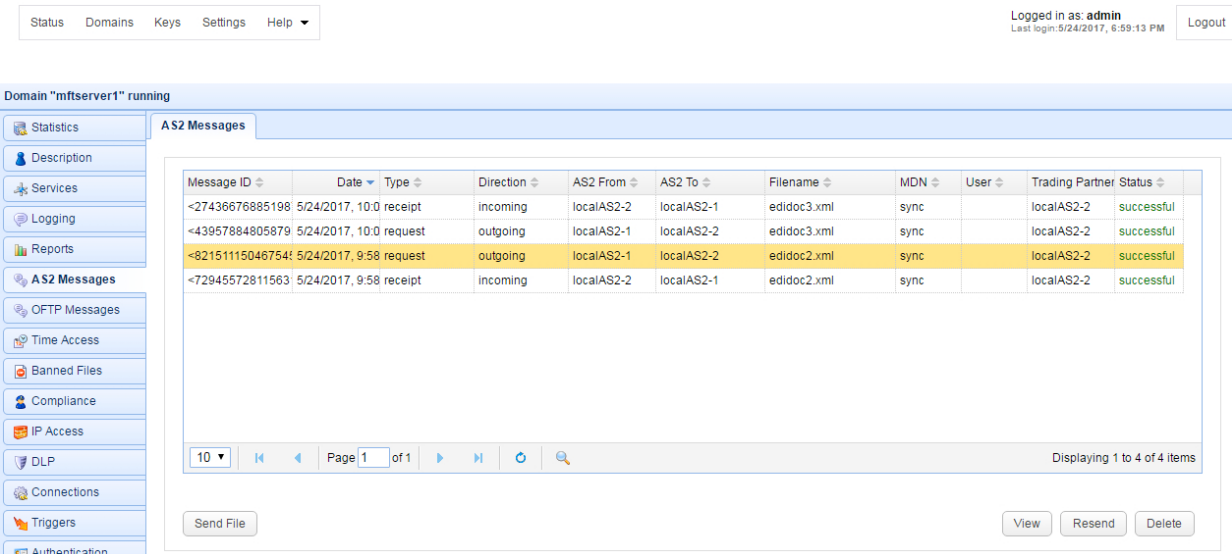 Status Domains Keys Settings Help
Logged in as: admin
Last login:5/24/2017, 6:59:13 PM
Logout
Domain "mftserver1" running
Statistics
Description
Services
Logging
Reports
AS2 Messages
OFTP Messages
Time Access
Banned Files
Compliance
IP Access
DLP
Connections
Triggers
Authentication
AS2 Messages
Message ID Date Type Direction AS2 From AS2 To Filename MDN User Trading Partner Status
<27436676885198 5/24/2017, 10:0 receipt incoming localAS2-2 localAS2-1 edidoc3.xml sync localAS2-2 successful
<43957884805879 5/24/2017, 10:0 request outgoing localAS2-1 localAS2-2 edidoc3.xml sync localAS2-2 successful
<82151115046754 5/24/2017, 9:58 request outgoing localAS2-1 localAS2-2 edidoc2.xml sync localAS2-2 successful
<72945572811563 5/24/2017, 9:58 receipt incoming localAS2-2 localAS2-1 edidoc2.xml sync localAS2-2 successful
10 Page 1 of 1 Displaying 1 to 4 of 4 items
Send File View Resend Delete